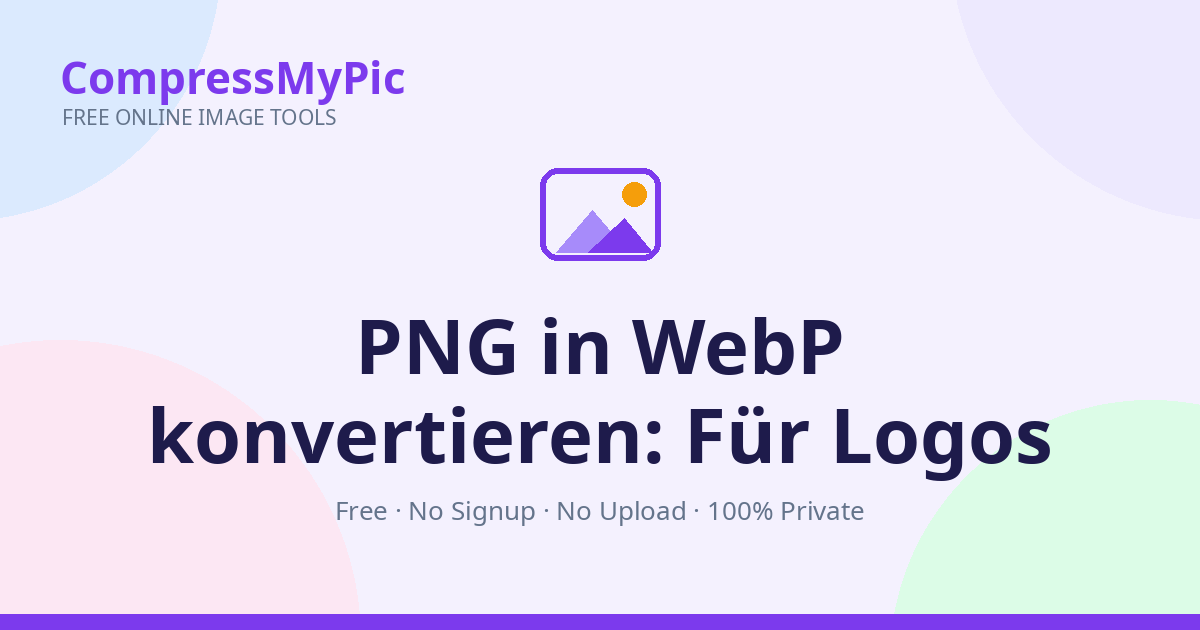 CompressMyPic
FREE ONLINE IMAGE TOOLS
PNG in WebP
konvertieren: Für Logos
Free · No Signup · No Upload · 100% Private